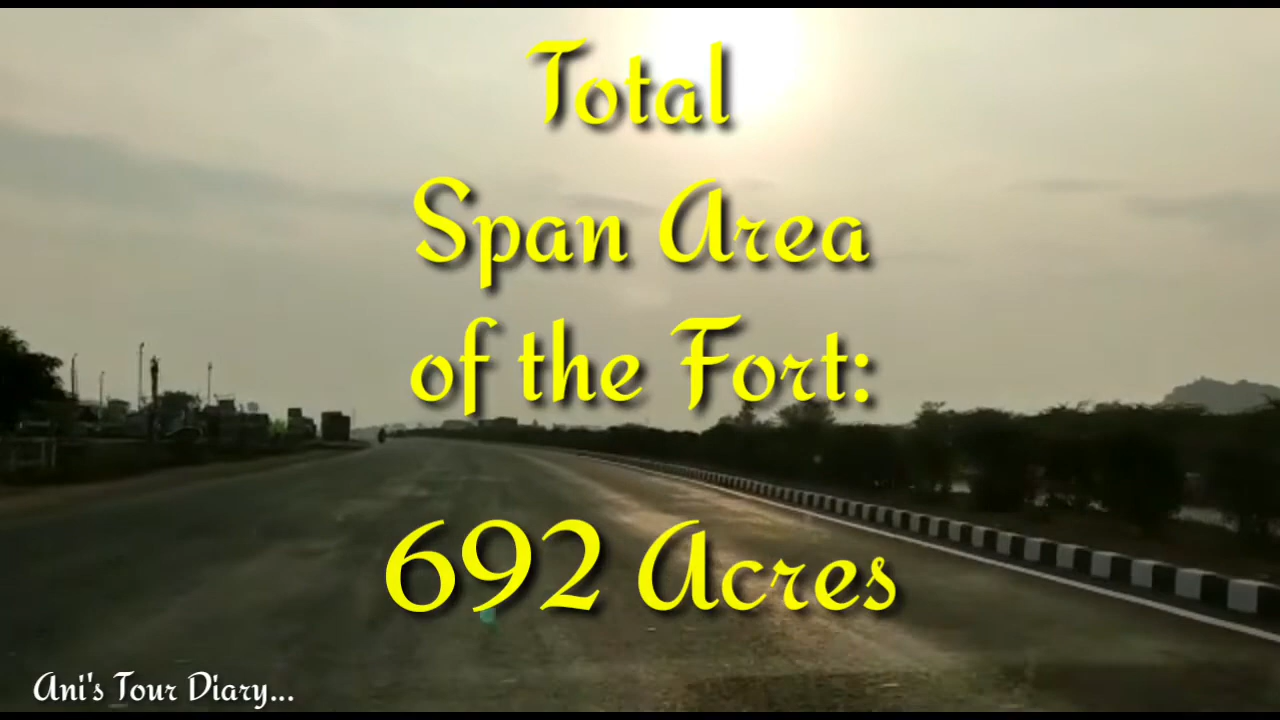 Total
Span Area
of the Fort:
692 Acres
Ani's Tour Diary...